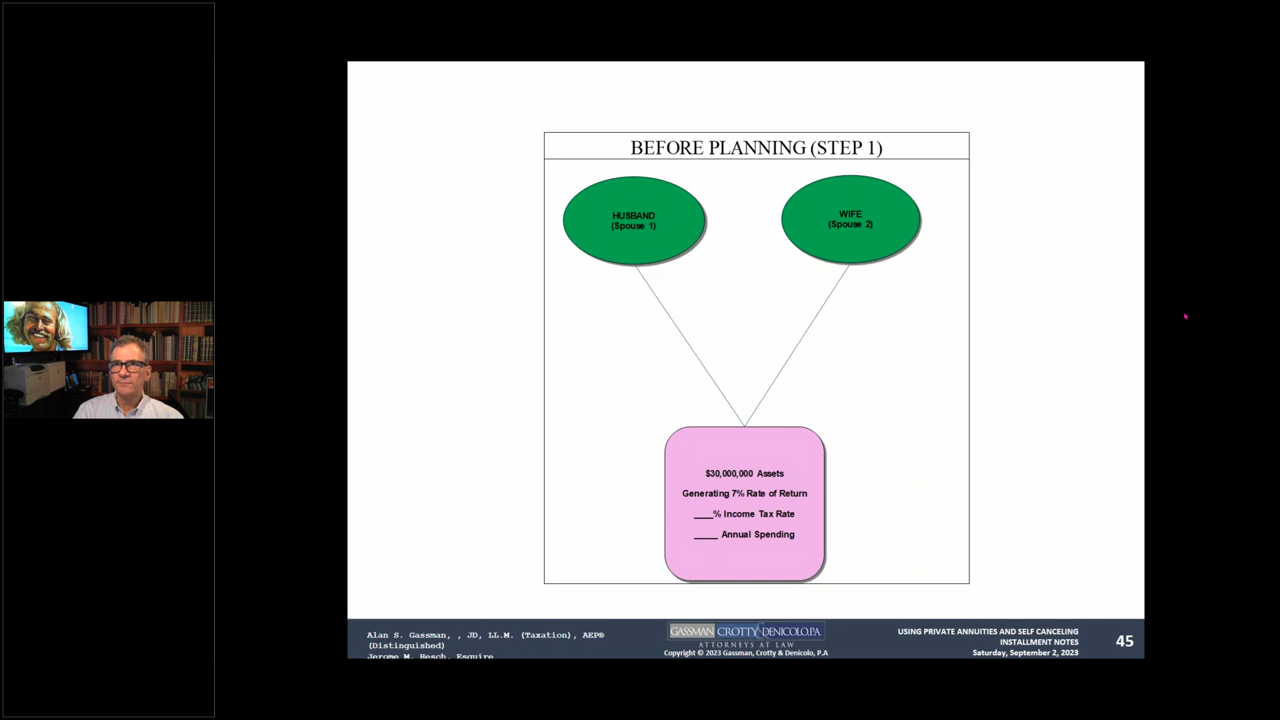 BEFORE PLANNING (STEP 1)
HUSBAND
(Spouse 1)
WIFE
(Spouse 2)
$30,000,000 Assets
Generating 7% Rate of Return
____% Income Tax Rate
_____ Annual Spending
Alan S. Gassman, , JD, LL.M. (Taxation), AEP®
(Distinguished)
Jerome M. Hesch, Esquire
GASSMAN CROTTY & DENICOLO, P.A.
ATTORNEYS AT LAW
Copyright © 2023 Gassman, Crotty & Denicolo, P.A
USING PRIVATE ANNUITIES AND SELF CANCELING
INSTALLMENT NOTES
Saturday, September 2, 2023
45